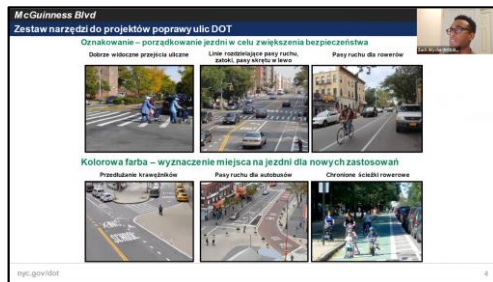 McGuinness Blvd
Zestaw narzędzi do projektów poprawy ulic DOT
Oznakowanie – porządkowanie jezdni w celu zwiększenia bezpieczeństwa
Dobrze widoczne przejścia uliczne
Linie rozdzielające pasy ruchu,
zatoki, pasy skrętu w lewo
Pasy ruchu dla rowerów
Kolorowa farba – wyznaczenie miejsca na jezdni dla nowych zastosowań
Przedłużanie krawężników
Pasy ruchu dla autobusów
Chronione ścieżki rowerowe
nyc.gov/dot